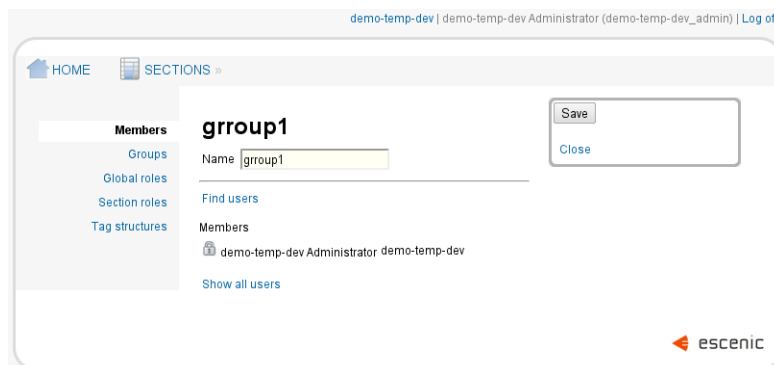 demo-temp-dev | demo-temp-dev Administrator (demo-temp-dev_admin) | Log of
HOME SECTIONS »
Members
Groups
Global roles
Section roles
Tag structures
grroup1
Name grroup1
Find users
Members
demo-temp-dev Administrator demo-temp-dev
Show all users
Save
Close
escenic